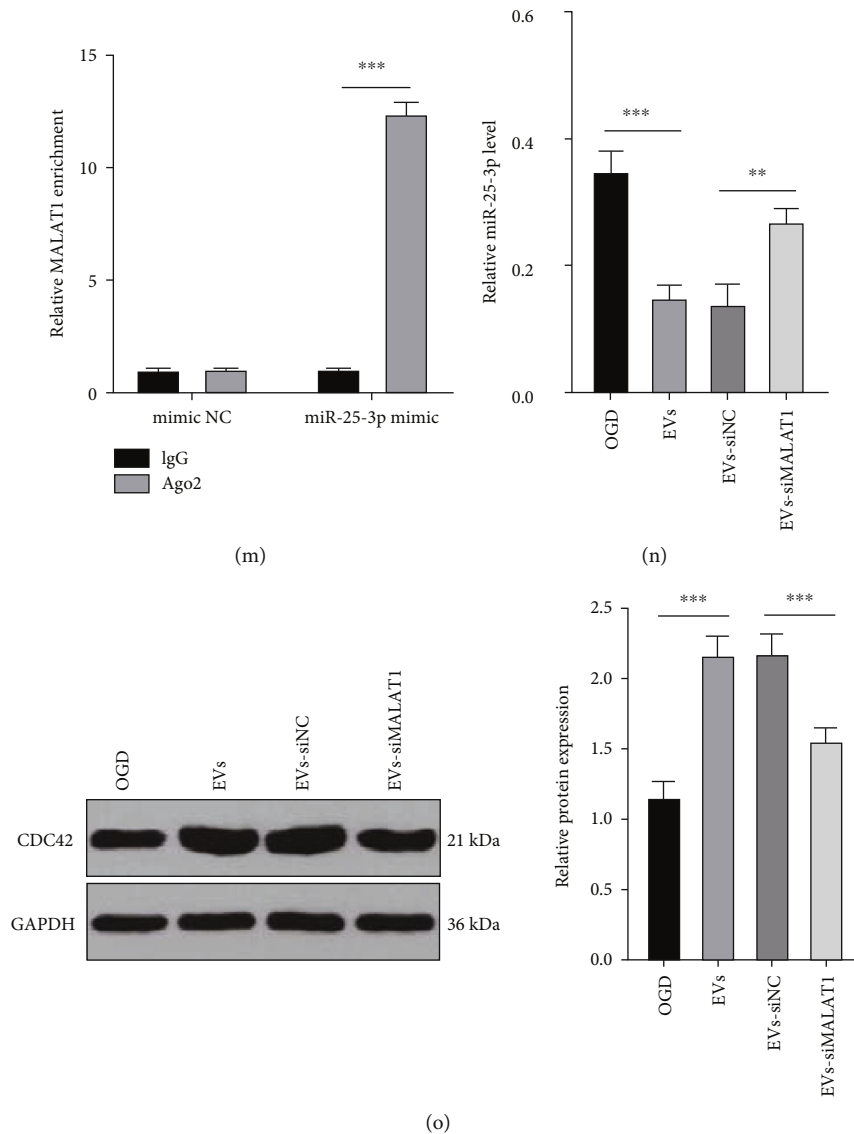 Relative MALAT1 enrichment
15
10
5
0
***
mimic NC
miR-25-3p mimic
IgG
Ago2
(m)
Relative miR-25-3p level
0.6
0.4
0.2
0.0
***
**
OGD
EVs
EVs-siNC
EVs-siMALAT1
(n)
OGD
EVs
EVs-siNC
EVs-siMALAT1
CDC42
21 kDa
GAPDH
36 kDa
Relative protein expression
2.5
2.0
1.5
1.0
0.5
0.0
***
***
OGD
EVs
EVs-siNC
EVs-siMALAT1
(o)